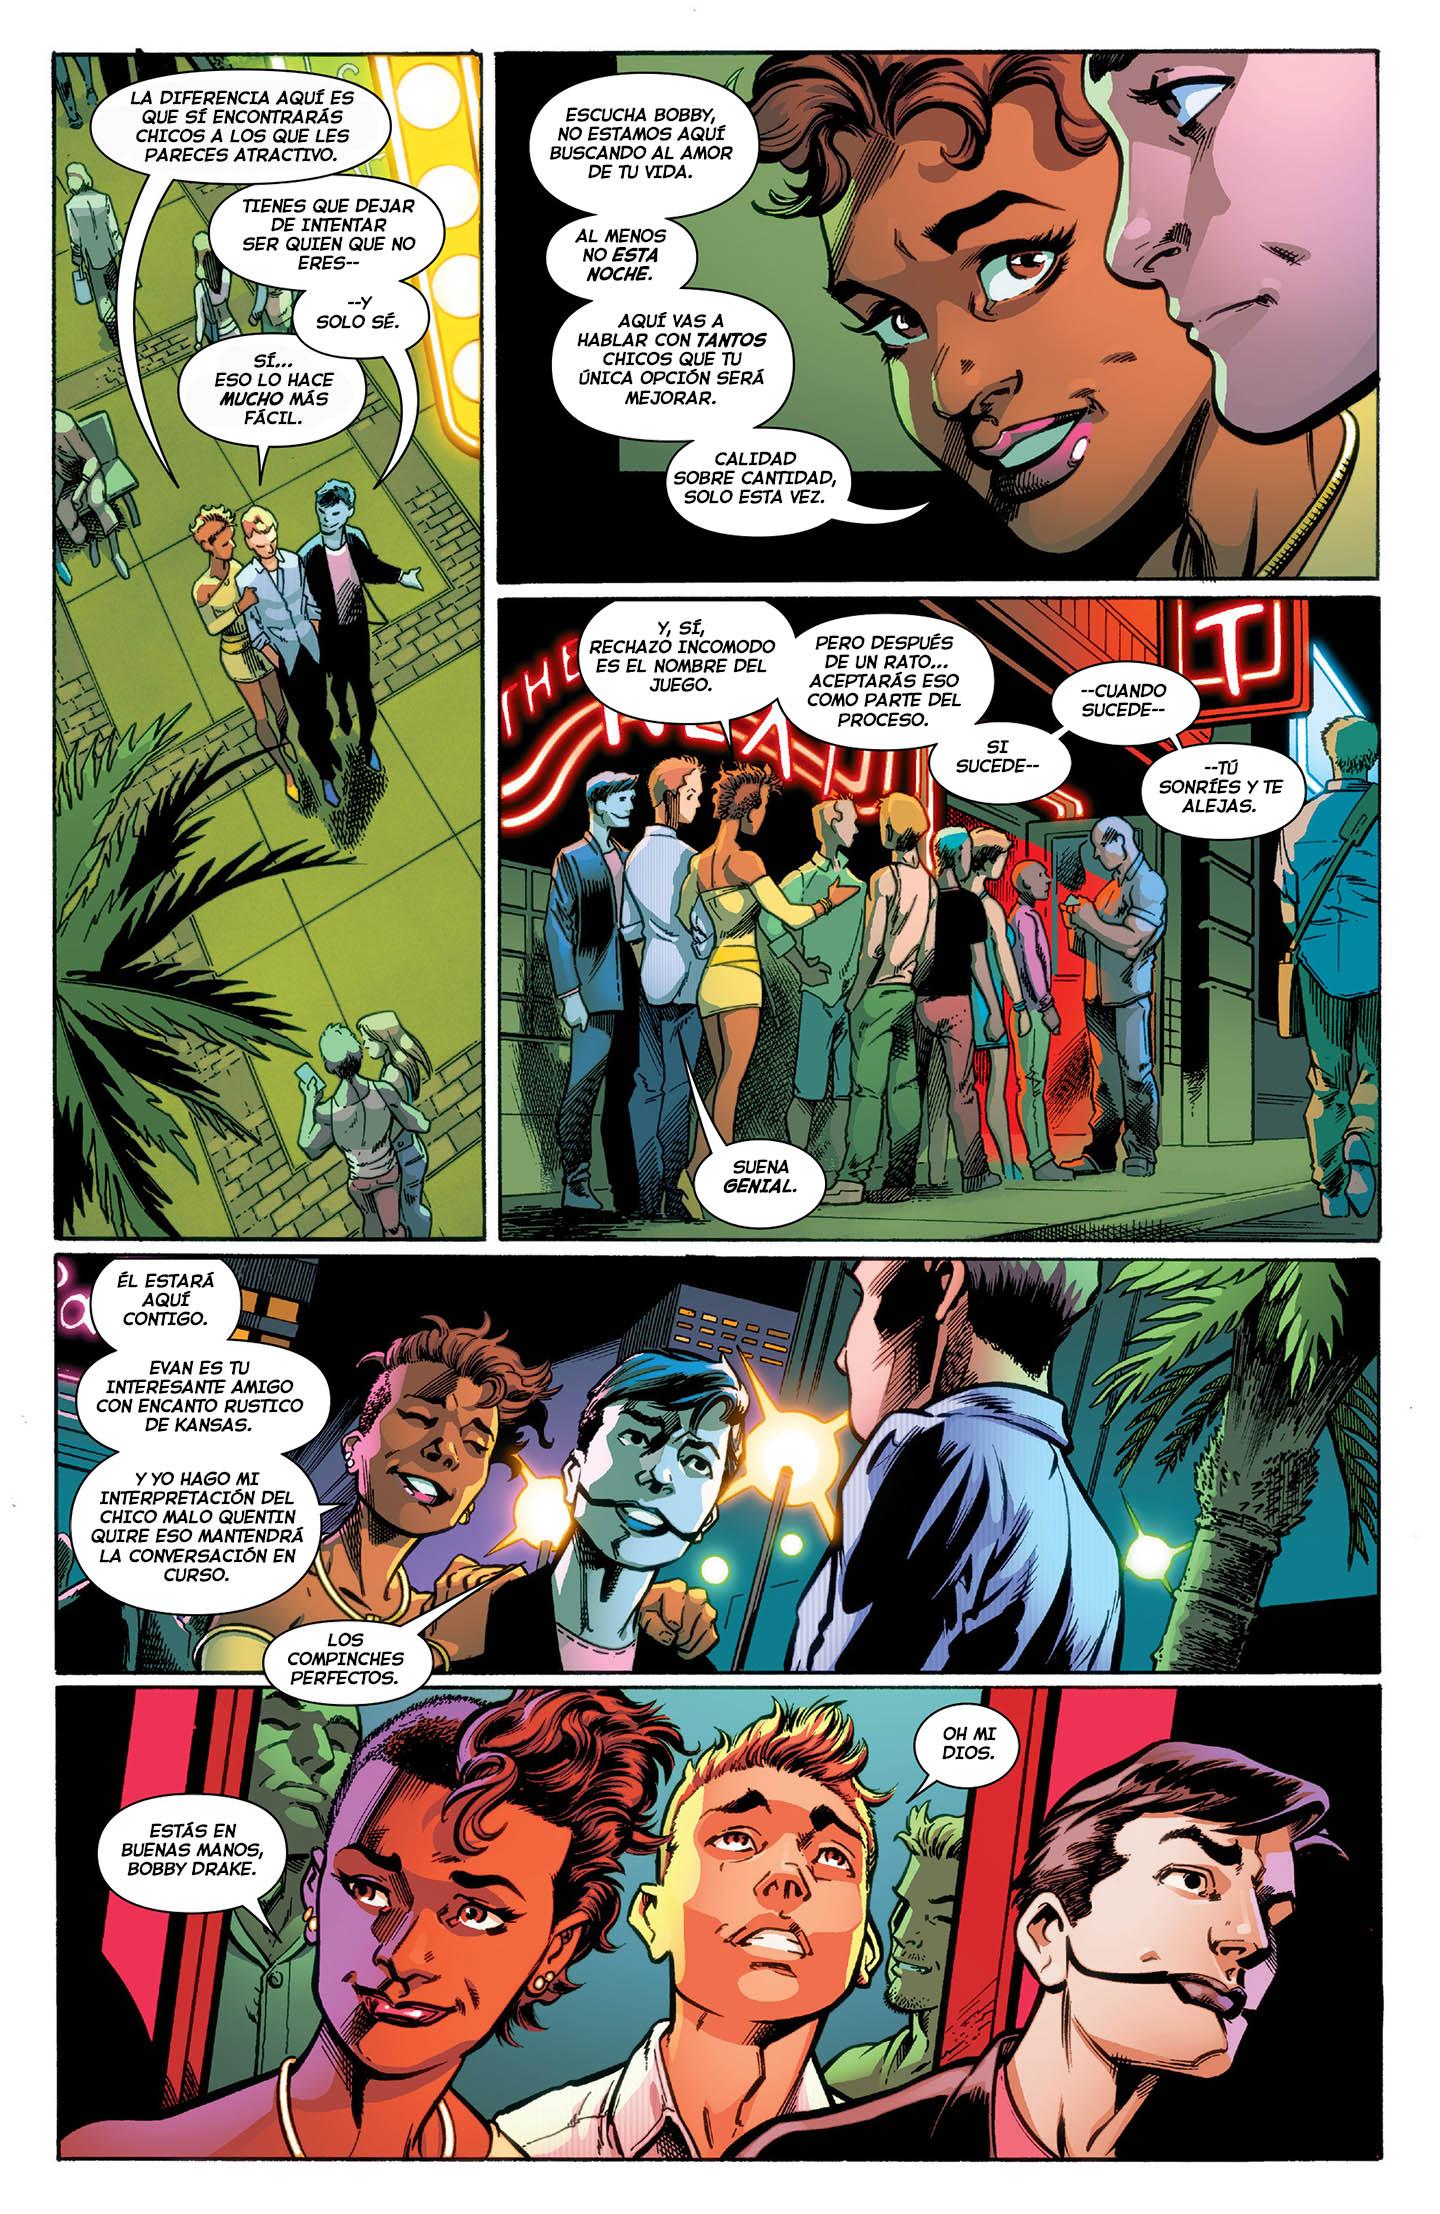 LA DIFERENCIA AQUÍ ES
QUE SÍ ENCONTRARÁS
CHICOS A LOS QUE LES
PARECES ATRACTIVO.
TIENES QUE DEJAR
DE INTENTAR
SER QUIEN QUE NO
ERES--
--Y
SOLO SÉ.
SÍ...
ESO LO HACE
MUCHO MÁS
FÁCIL.
ESCUCHA BOBBY,
NO ESTAMOS AQUÍ
BUSCANDO AL AMOR
DE TU VIDA.
AL MENOS
NO ESTA
NOCHE.
AQUÍ VAS A
HABLAR CON TANTOS
CHICOS QUE TU
ÚNICA OPCIÓN SERÁ
MEJORAR.
CALIDAD
SOBRE CANTIDAD,
SOLO ESTA VEZ.
THE
T
Y, SÍ,
RECHAZO INCOMODO
ES EL NOMBRE DEL
JUEGO.
PERO DESPUÉS
DE UN RATO...
ACEPTARÁS ESO
COMO PARTE DEL
PROCESO.
SI
SUCEDE--
--CUANDO
SUCEDE--
--TÚ
SONRÍES Y TE
ALEJAS.
SUENA
GENIAL.
ÉL ESTARÁ
AQUÍ
CONTIGO.
EVAN ES TU
INTERESANTE AMIGO
CON ENCANTO RUSTICO
DE KANSAS.
Y YO HAGO MI
INTERPRETACIÓN DEL
CHICO MALO QUENTIN
QUIRE ESO MANTENDRÁ
LA CONVERSACIÓN EN
CURSO.
LOS
COMPINCHES
PERFECTOS.
ESTÁS EN
BUENAS MANOS,
BOBBY DRAKE.
OH MI
DIOS.